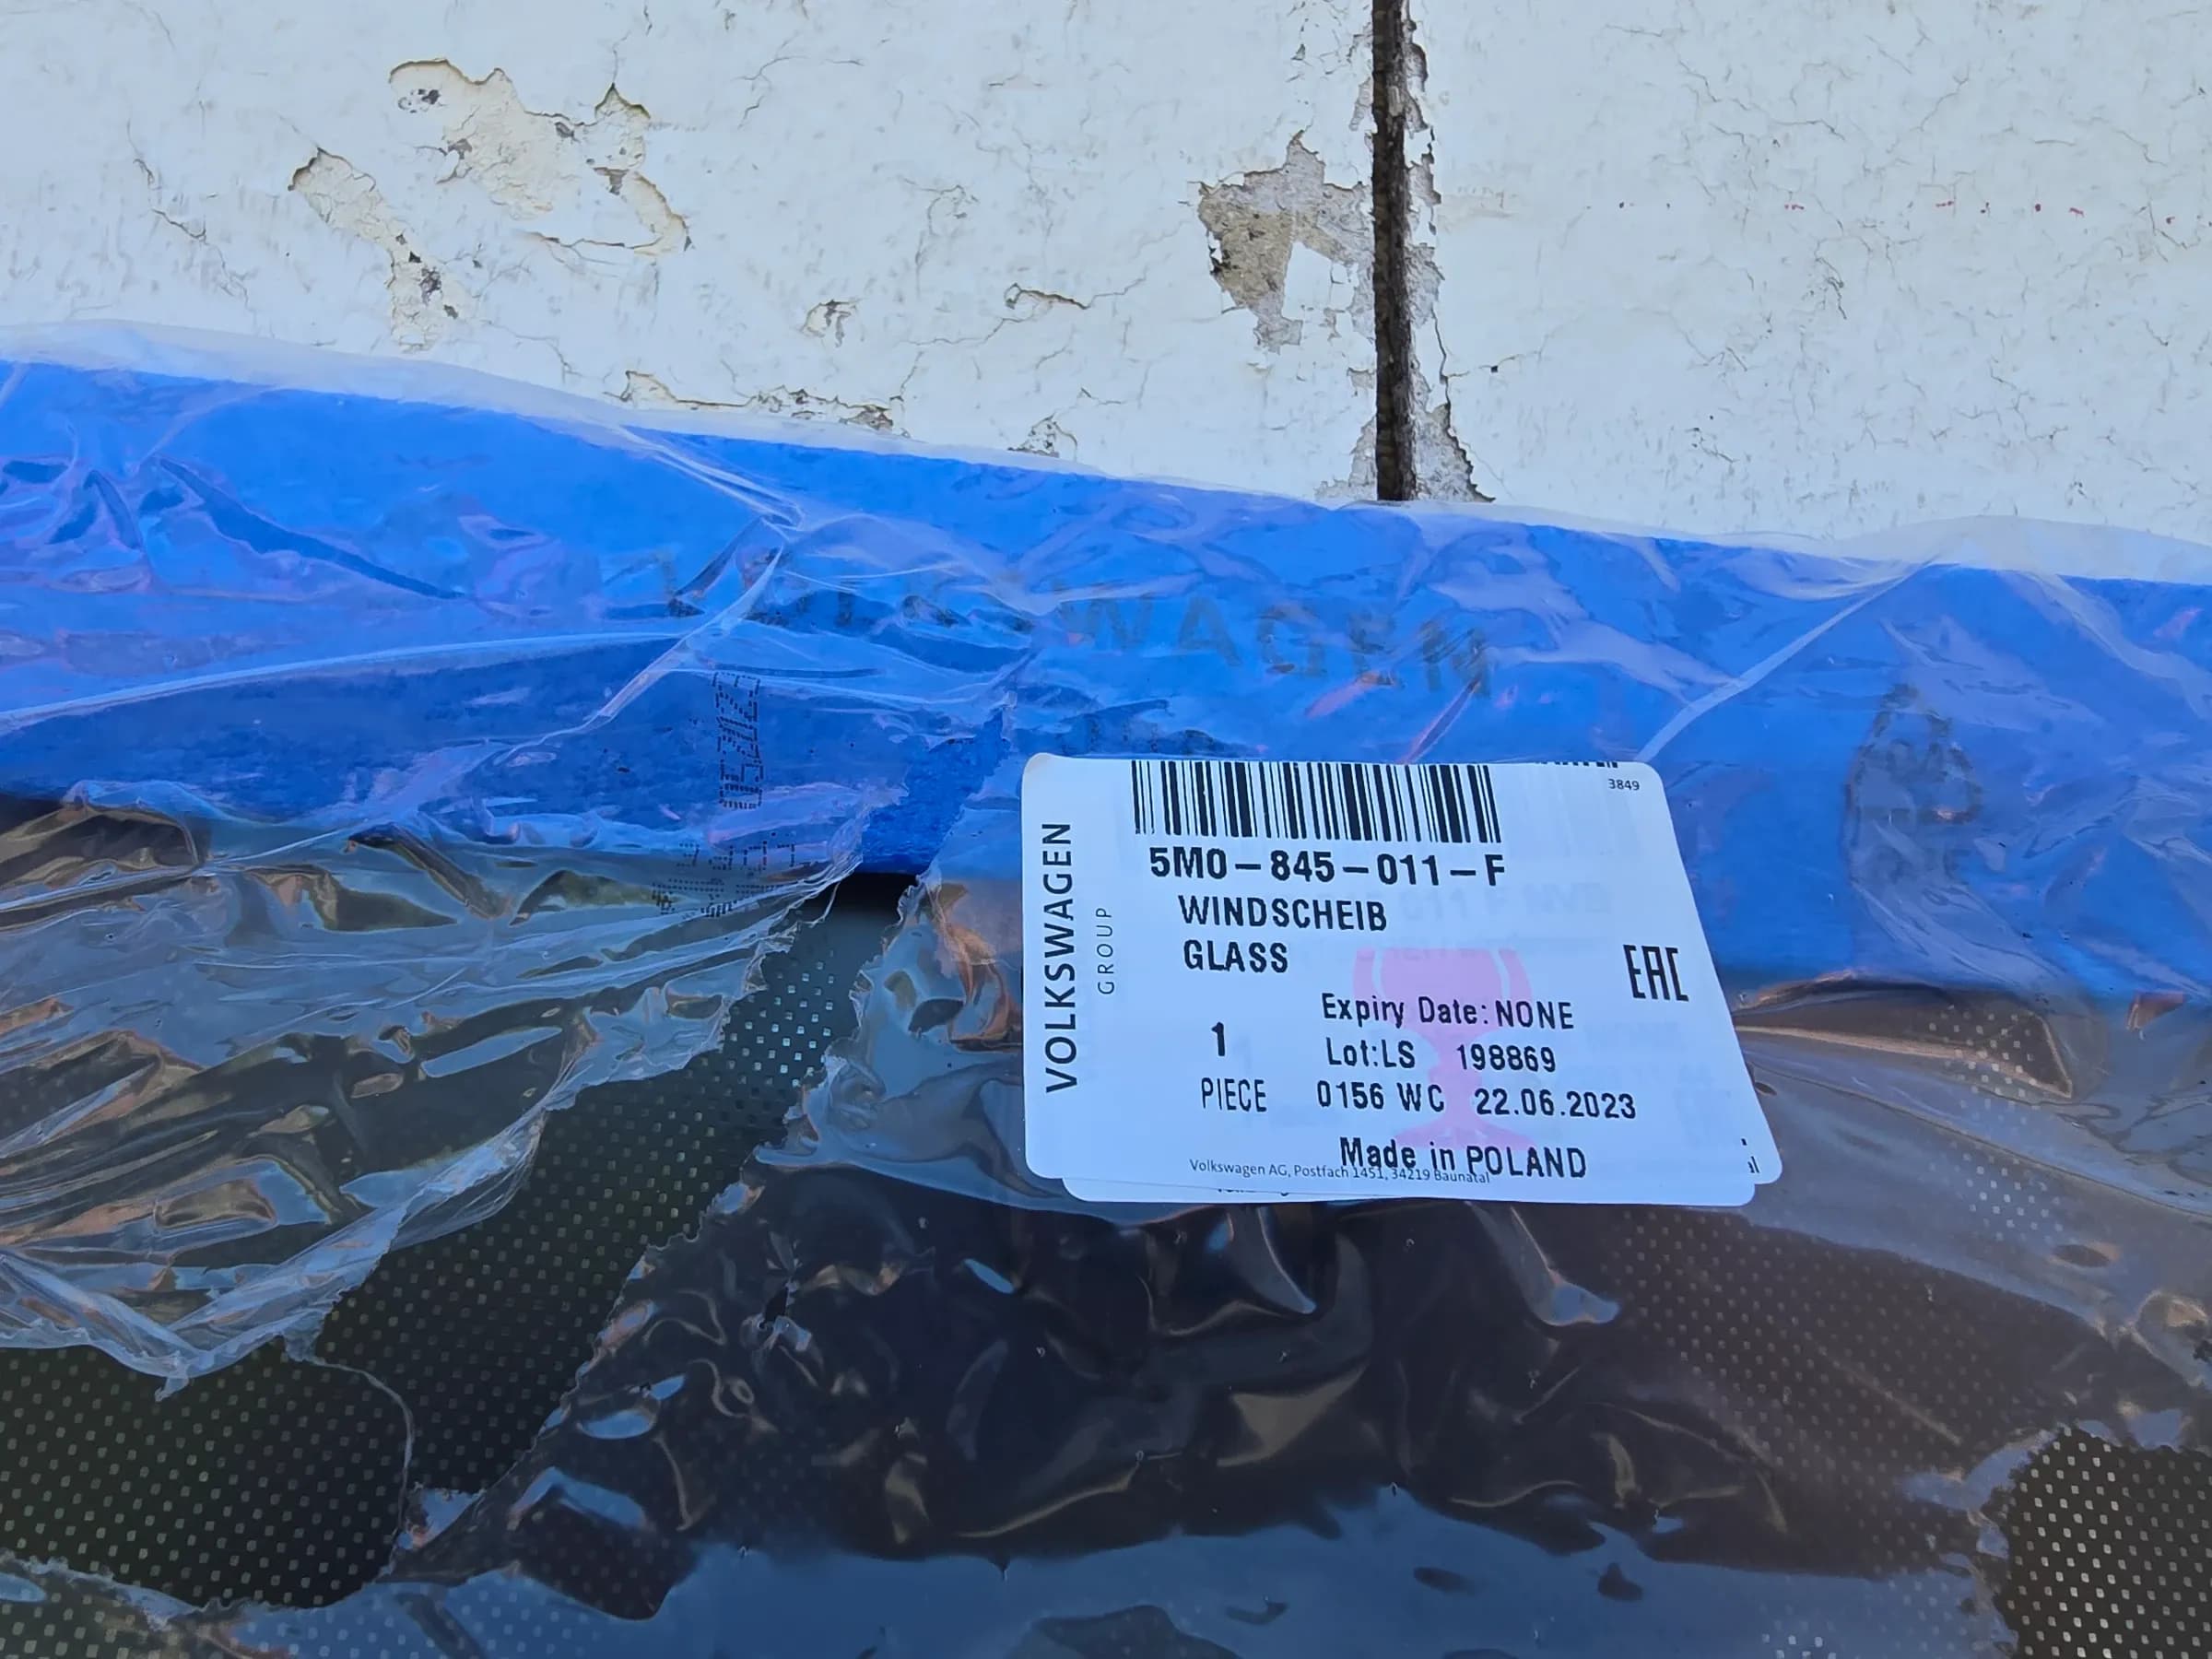 VOLKSWAGEN
3849
5M0-845-011-F
WINDSCHEIB
GLASS
VOLKSWAGEN
GROUP
EAC
Expiry Date: NONE
1
Lot:LS 198869
PIECE
0156 WC 22.06.2023
Made in POLAND
Volkswagen AG, Postfach 1451, 34219 Baunatal